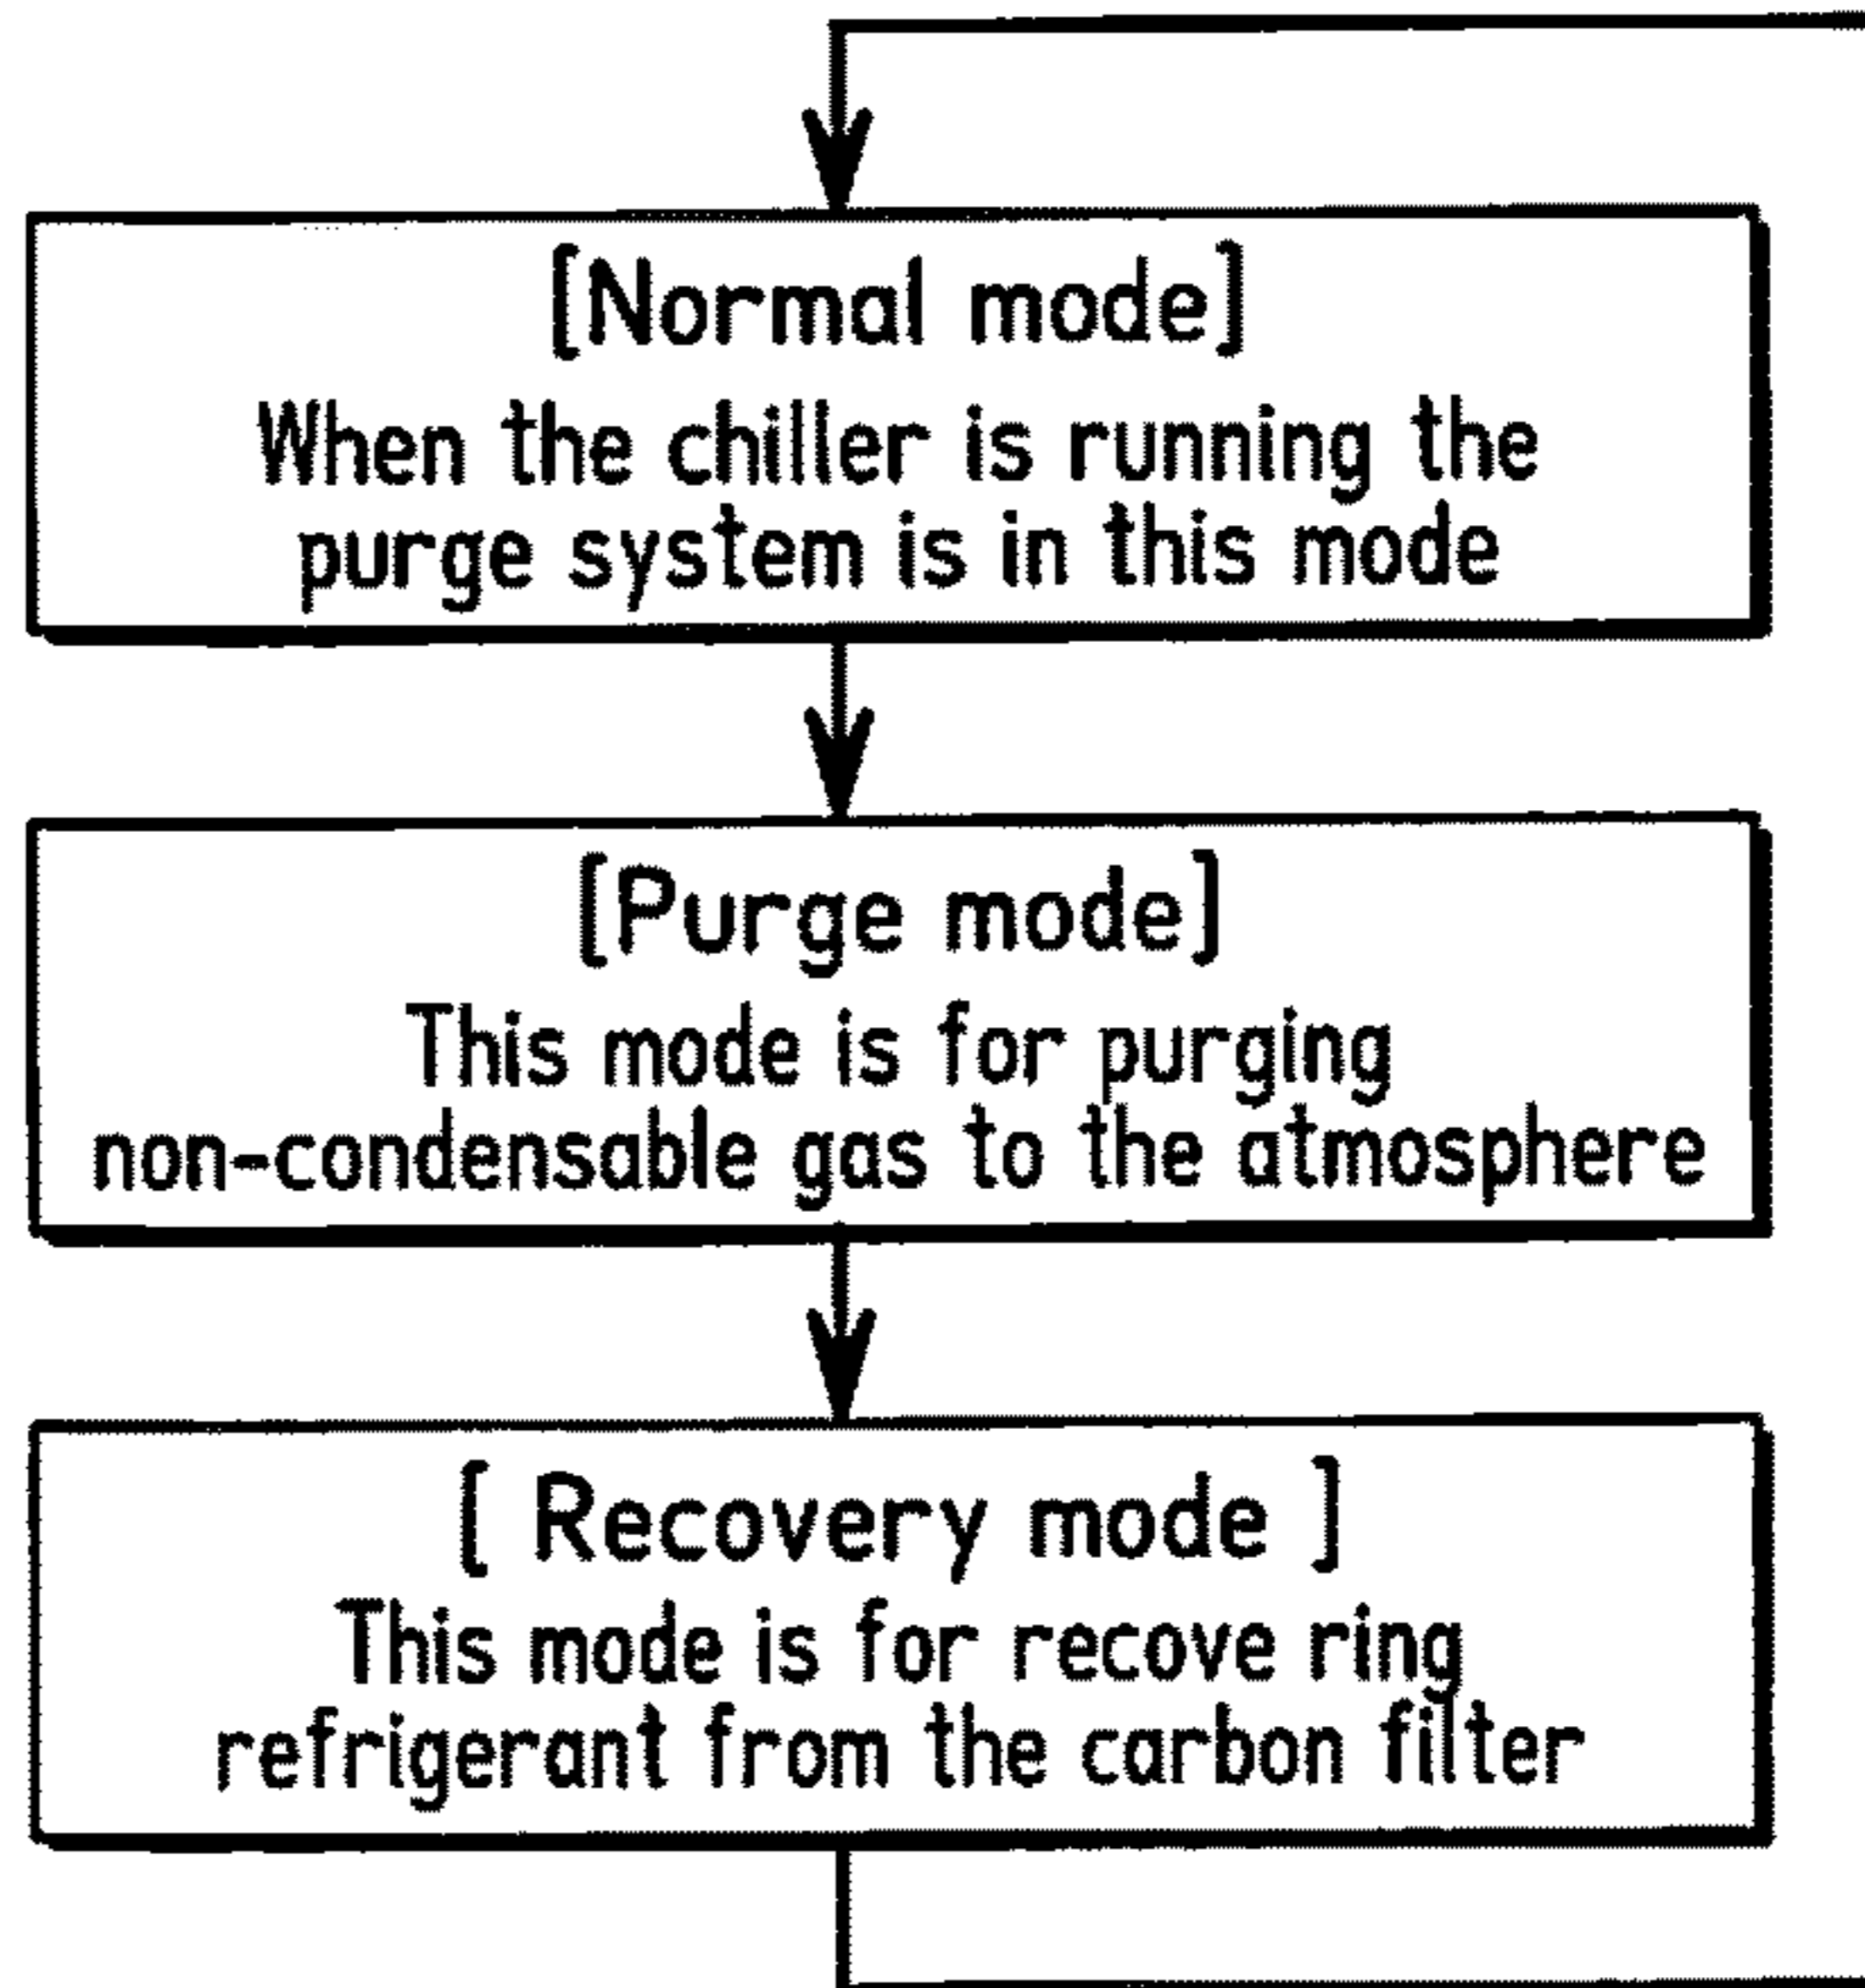 [Normal mode]
When the chiller is running the
purge system is in this mode
[Purge mode]
This mode is for purging
non-condensable gas to the atmosphere
[ Recovery mode ]
This mode is for recove ring
refrigerant from the carbon filter